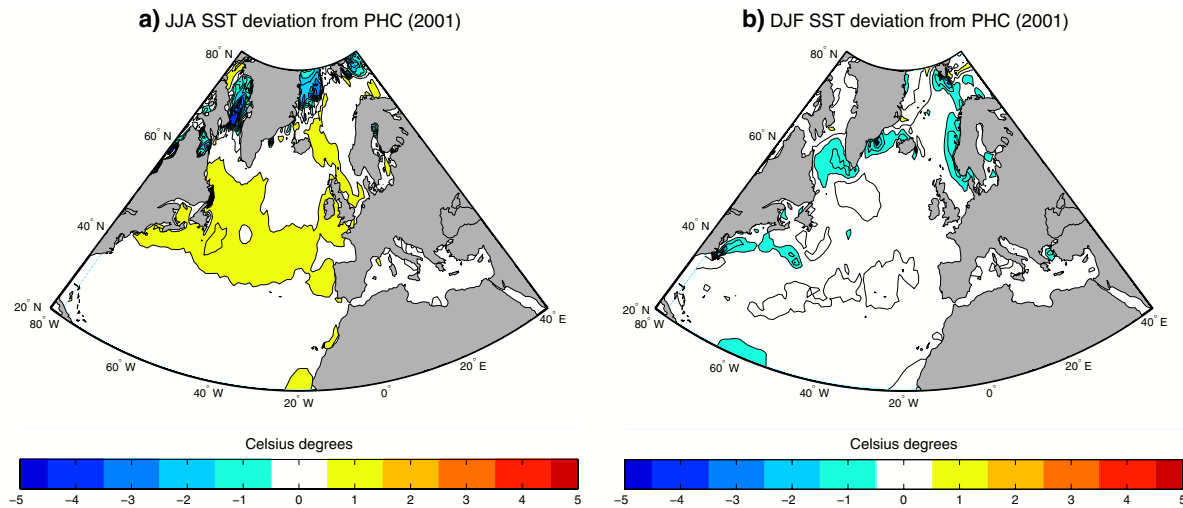 a) JJA SST deviation from PHC (2001)
80° N
60° N
40° N
20° N
80° W
60° W
40° W
20° W
0°
20° E
40° E
Celsius degrees
−5 −4 −3 −2 −1 0 1 2 3 4 5
b) DJF SST deviation from PHC (2001)
80° N
60° N
40° N
20° N
80° W
60° W
40° W
20° W
0°
20° E
40° E
Celsius degrees
−5 −4 −3 −2 −1 0 1 2 3 4 5